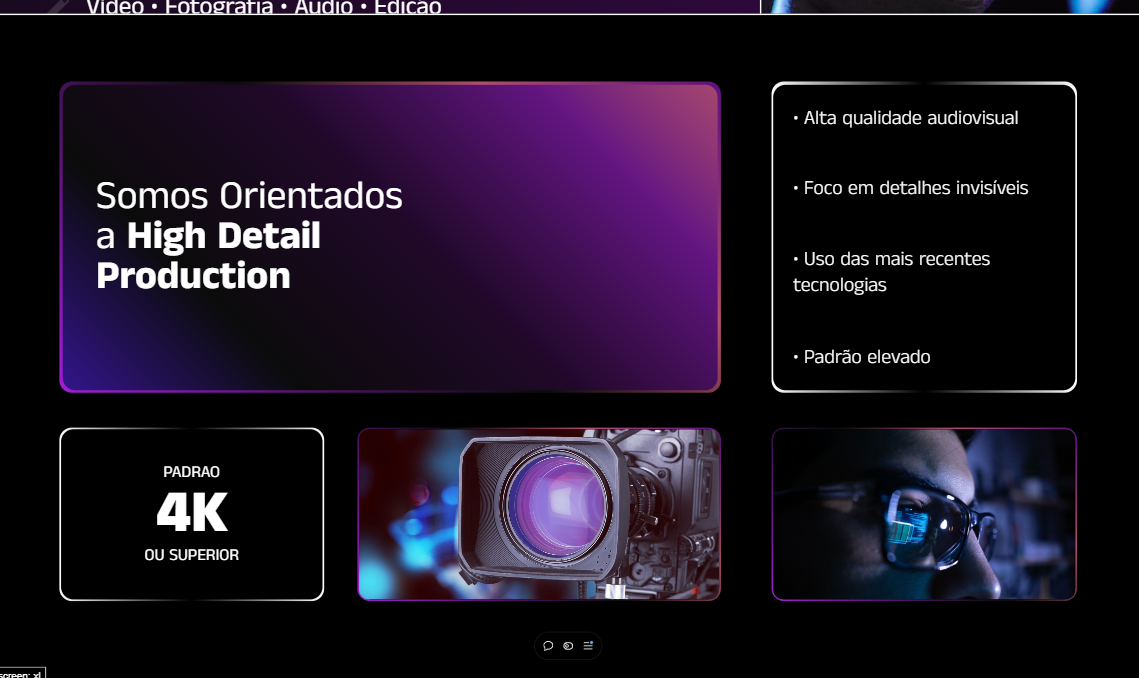 Vídeo • Fotografia • Áudio • Edição
Somos Orientados
a High Detail
Production
• Alta qualidade audiovisual
• Foco em detalhes invisíveis
• Uso das mais recentes
tecnologias
• Padrão elevado
PADRAO
4K
OU SUPERIOR
screen: xl